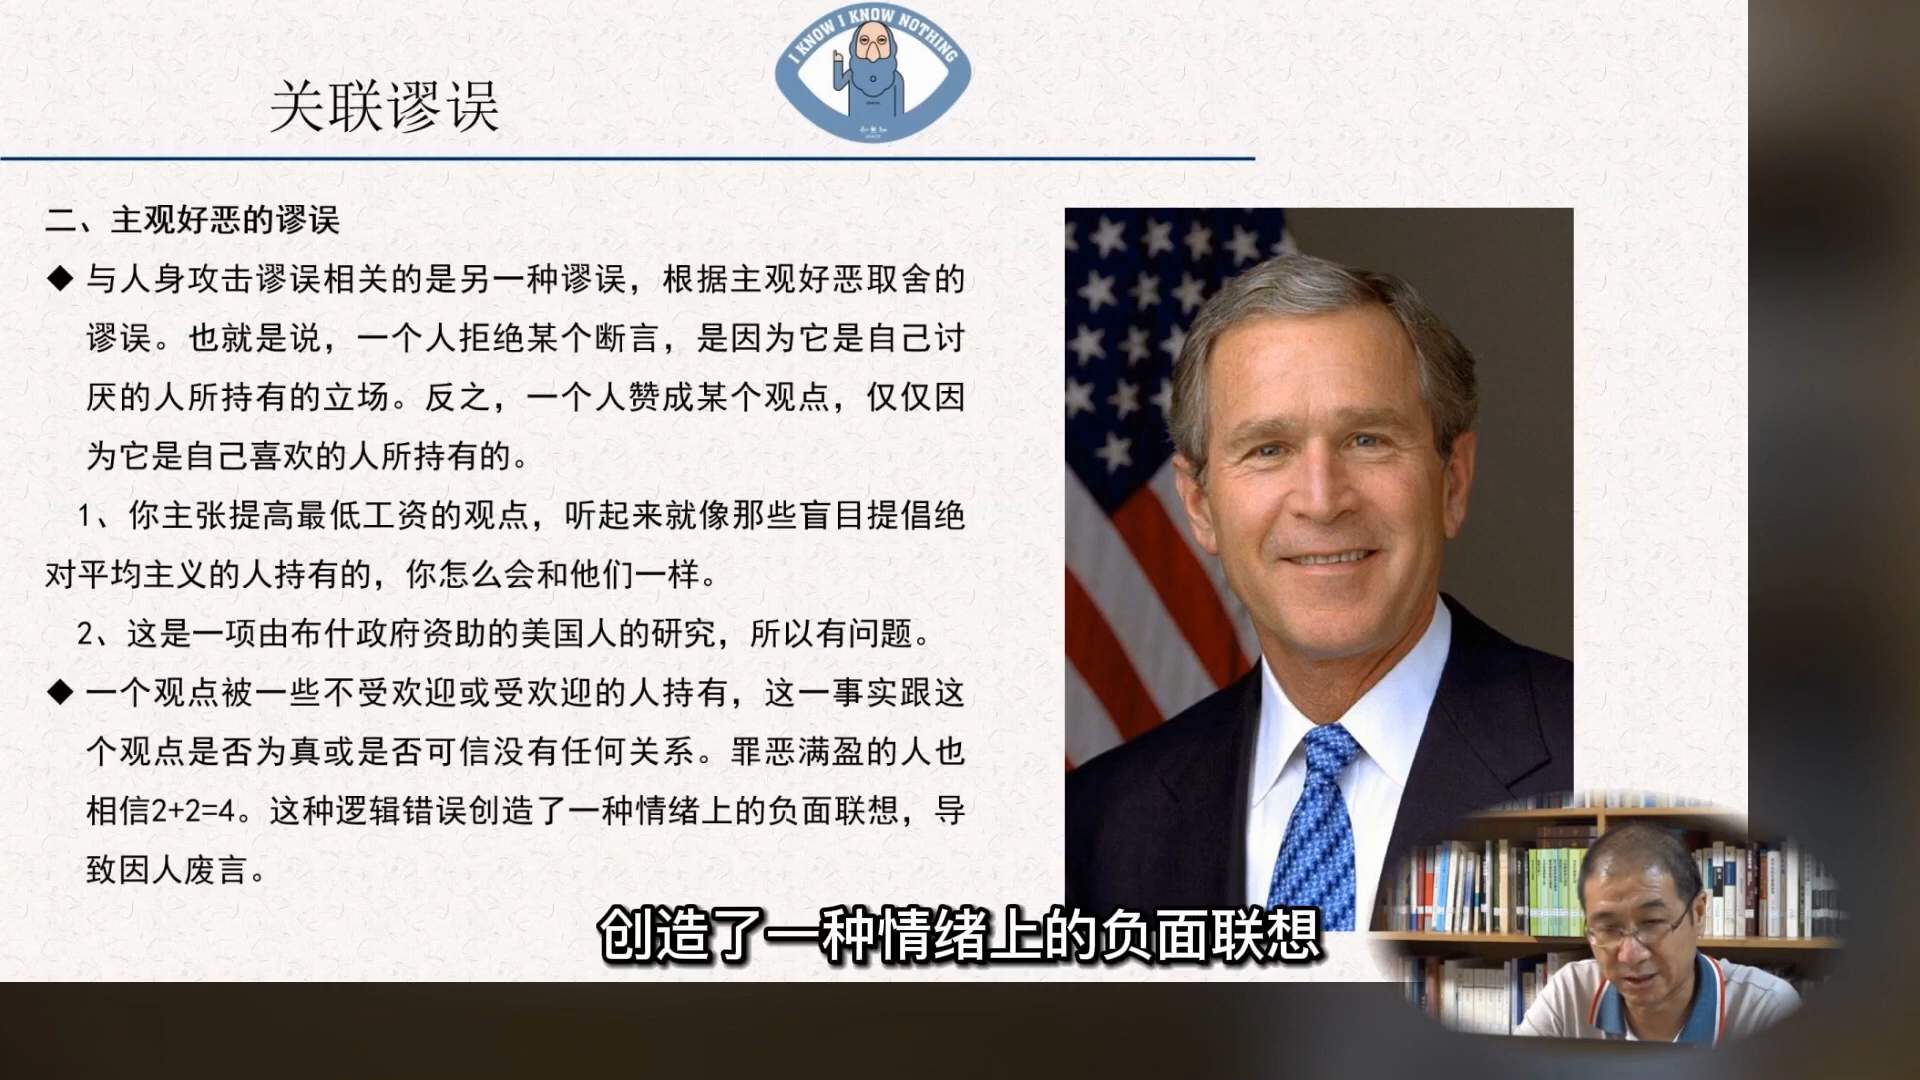 I KNOW I KNOW NOTHING
关联谬误
二、主观好恶的谬误
◆ 与人身攻击谬误相关的是另一种谬误，根据主观好恶取舍的
谬误。也就是说，一个人拒绝某个断言，是因为它是自己讨
厌的人所持有的立场。反之，一个人赞成某个观点，仅仅因
为它是自己喜欢的人所持有的。
1、你主张提高最低工资的观点，听起来就像那些盲目提倡绝
对平均主义的人持有的，你怎么会和他们一样。
2、这是一项由布什政府资助的美国人的研究，所以有问题。
◆ 一个观点被一些不受欢迎或受欢迎的人持有，这一事实跟这
个观点是否为真或是否可信没有任何关系。罪恶满盈的人也
相信2+2=4。这种逻辑错误创造了一种情绪上的负面联想，导
致因人废言。
创造了一种情绪上的负面联想